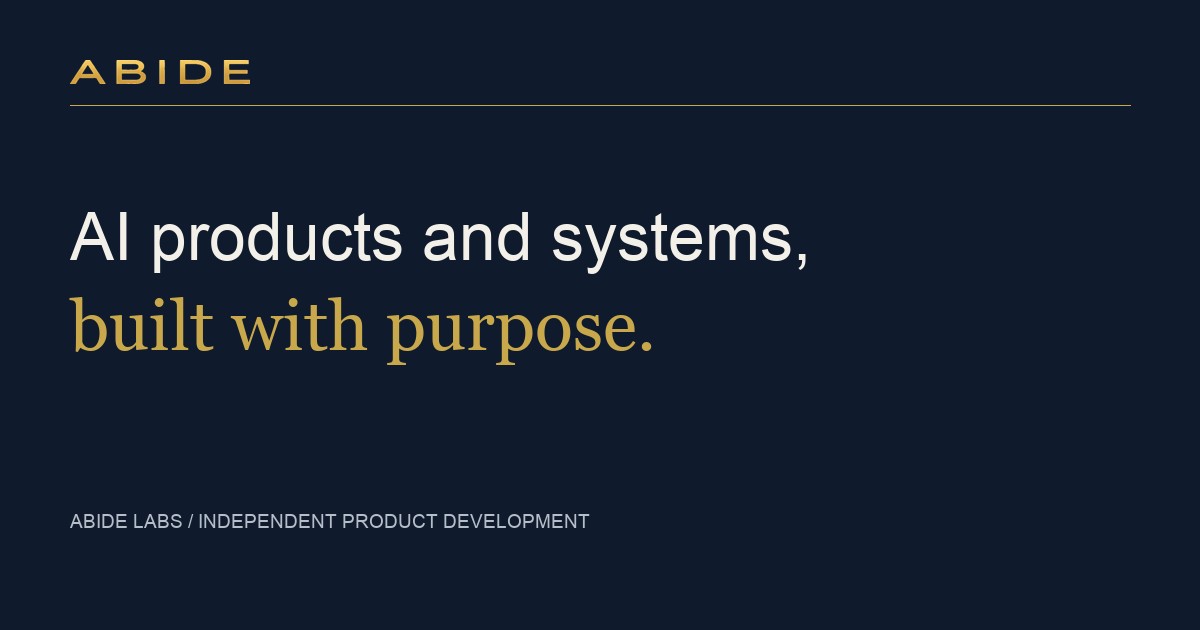 ABIDE
AI products and systems,
built with purpose.
ABIDE LABS / INDEPENDENT PRODUCT DEVELOPMENT